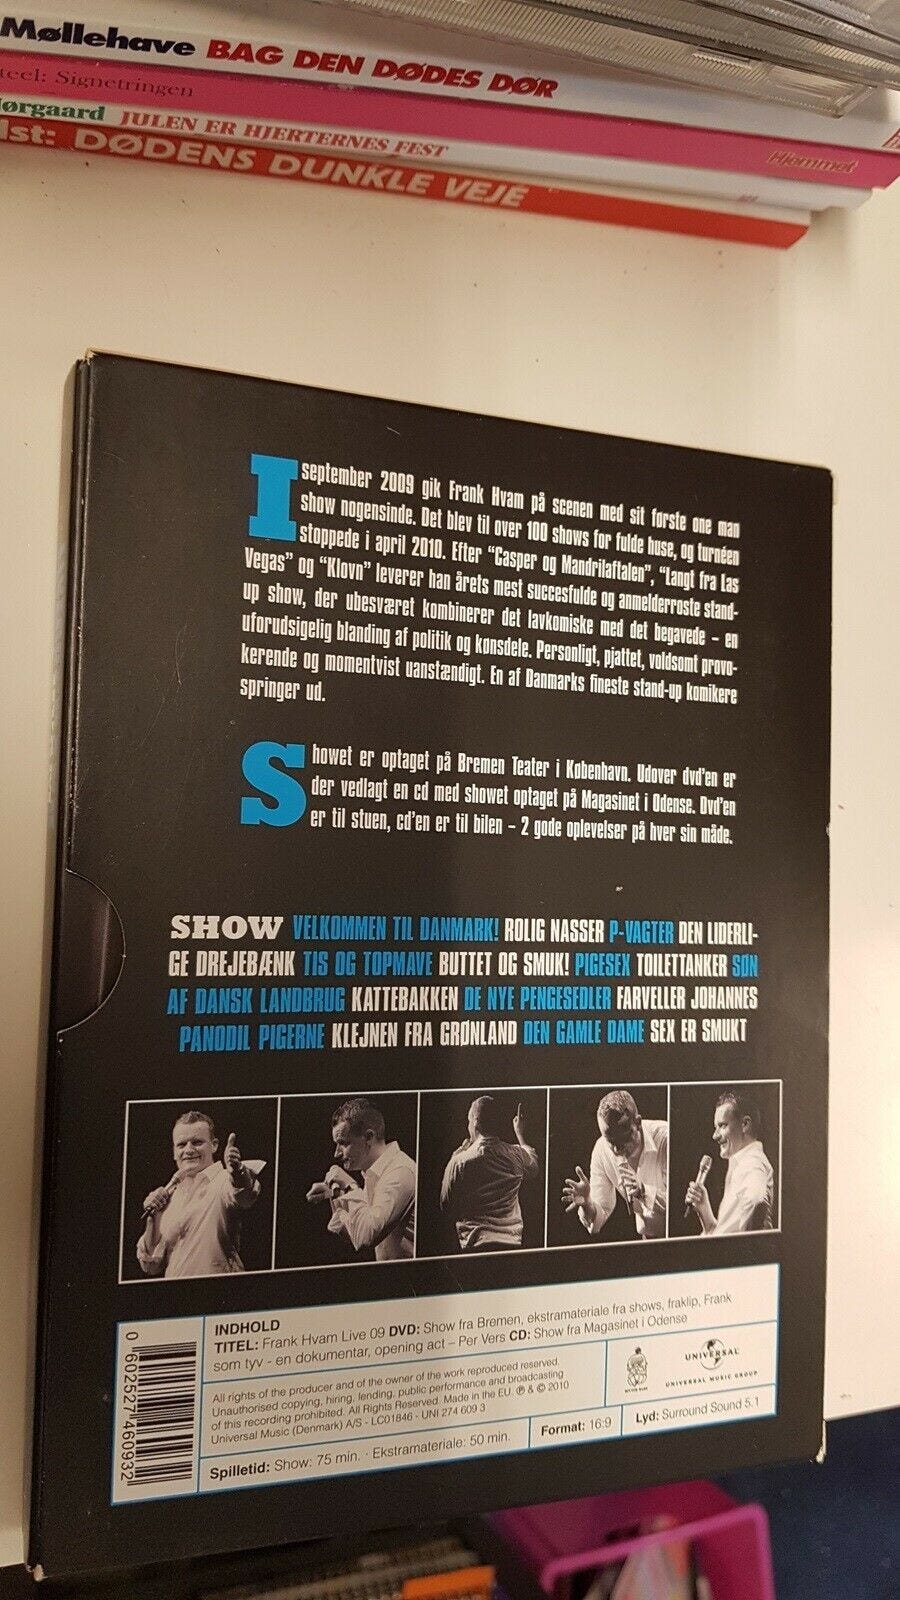 Møllehave BAG DEN DØDES DØR
teel: Signetringen
Hjemmet
ørgaard JULEN ER HJERTERNES FEST
lst: DØDENS DUNKLE VEJE
I september 2009 gik Frank Hvam på scenen med sit første one man
show nogensinde. Det blev til over 100 shows for fulde huse, og turnéen
stoppede i april 2010. Efter "Casper og Mandrilaftalen", "Langt fra Las
Vegas" og "Klovn" leverer han årets mest succesfulde og anmelderroste stand-
up show, der ubesværet kombinerer det lavkomiske med det begavede – en
uforudsigelig blanding af politik og kønsdele. Personligt, pjattet, voldsomt provo-
kerende og momentvist uanstændigt. En af Danmarks fineste stand-up komikere
springer ud.
Showet er optaget på Bremen Teater i København. Udover dvd'en er
der vedlagt en cd med showet optaget på Magasinet i Odense. Dvd'en
er til stuen, cd'en er til bilen – 2 gode oplevelser på hver sin måde.
SHOW VELKOMMEN TIL DANMARK! ROLIG NASSER P-VAGTER DEN LIDERLI-
GE DREJEBÆNK TIS OG TOPMAVE BUTTET OG SMUK! PIGESEX TOILETTANKER SØN
AF DANSK LANDBRUG KATTEBAKKEN DE NYE PENGESEDLER FARVELLER JOHANNES
PANODIL PIGERNE KLEJNEN FRA GRØNLAND DEN GAMLE DAME SEX ER SMUKT
0 602527 460932
INDHOLD
TITEL: Frank Hvam Live 09 DVD: Show fra Bremen, ekstramateriale fra shows, fraklip, Frank
som tyv - en dokumentar, opening act – Per Vers CD: Show fra Magasinet i Odense
All rights of the producer and of the owner of the work reproduced reserved.
Unauthorised copying, hiring, lending, public performance and broadcasting
of this recording prohibited. All Rights Reserved. Made in the EU. ℗ & © 2010
Universal Music (Denmark) A/S - LC01846 - UNI 274 609 3
UNIVERSAL
UNIVERSAL MUSIC GROUP
Spilletid: Show: 75 min. · Ekstramateriale: 50 min.
Format: 16:9
Lyd: Surround Sound 5.1